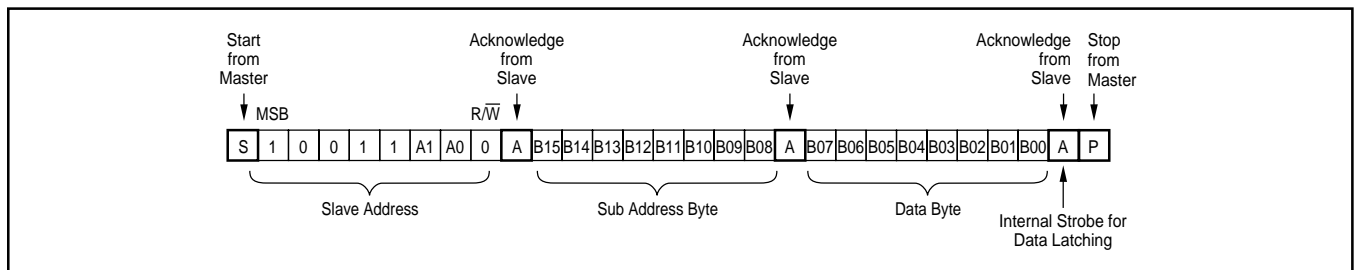 Start
from
Master
Acknowledge
from
Slave
Acknowledge
from
Slave
Acknowledge
from
Slave
Stop
from
Master
MSB
R/W̅
S 1 0 0 1 1 A1 A0 0 A B15 B14 B13 B12 B11 B10 B09 B08 A B07 B06 B05 B04 B03 B02 B01 B00 A P
Slave Address
Sub Address Byte
Data Byte
Internal Strobe for
Data Latching